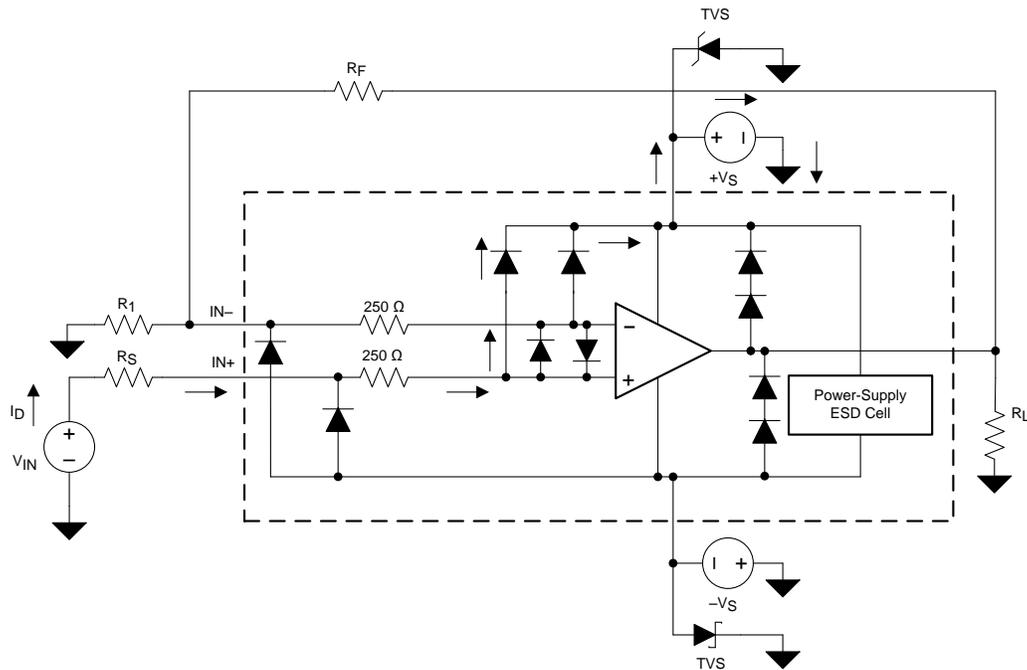 TVS
RF
+ –
+VS
R1
IN–
250 Ω
RS
IN+
250 Ω
–
+
ID
+
–
VIN
Power-Supply
ESD Cell
RL
– +
–VS
TVS